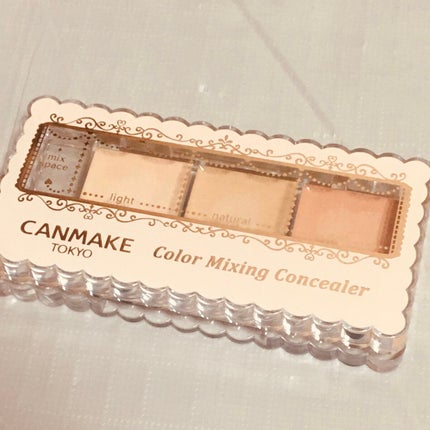 mix
space
light
natural
CANMAKE
TOKYO
Color Mixing Concealer